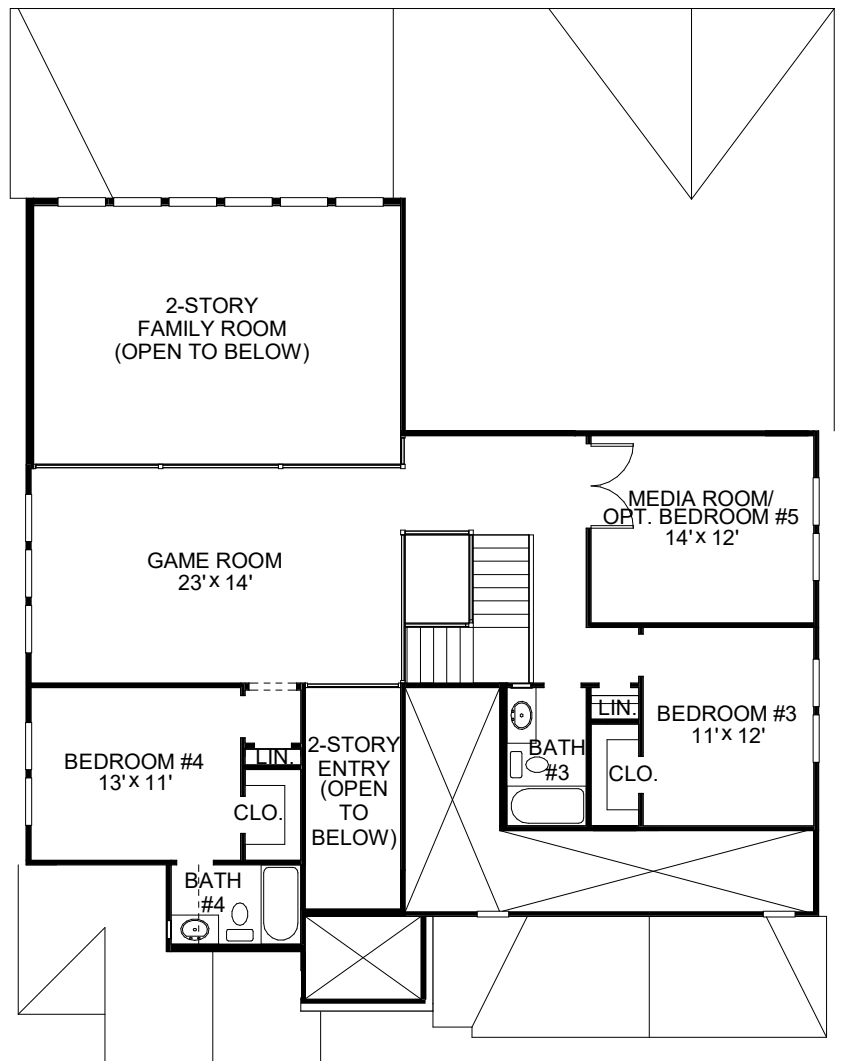 2-STORY
FAMILY ROOM
(OPEN TO BELOW)
MEDIA ROOM/
OPT. BEDROOM #5
14' x 12'
GAME ROOM
23' x 14'
LIN.
BEDROOM #3
11' x 12'
BATH
#3
CLO.
2-STORY
ENTRY
(OPEN
TO
BELOW)
LIN.
BEDROOM #4
13' x 11'
CLO.
BATH
#4